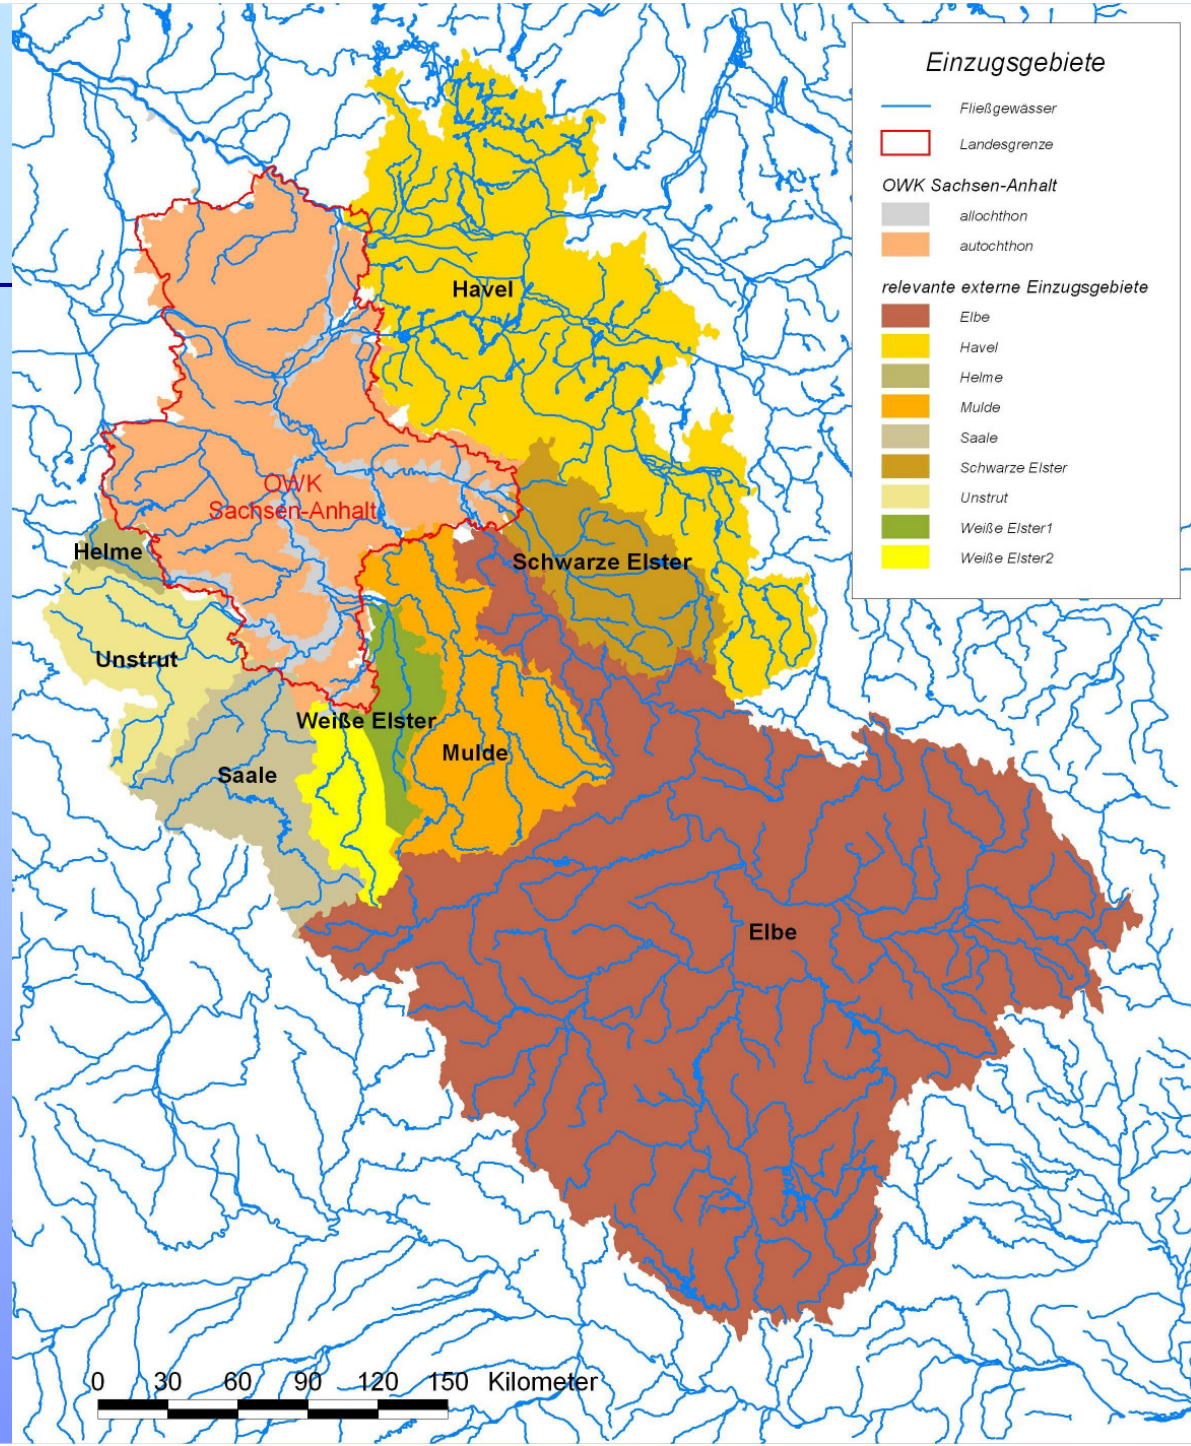 Einzugsgebiete
Fließgewässer
Landesgrenze
OWK Sachsen-Anhalt
allochthon
autochthon
relevante externe Einzugsgebiete
Elbe
Havel
Helme
Mulde
Saale
Schwarze Elster
Unstrut
Weiße Elster1
Weiße Elster2
Havel
OWK
Sachsen-Anhalt
Helme
Schwarze Elster
Unstrut
Weiße Elster
Mulde
Saale
Elbe
0 30 60 90 120 150 Kilometer